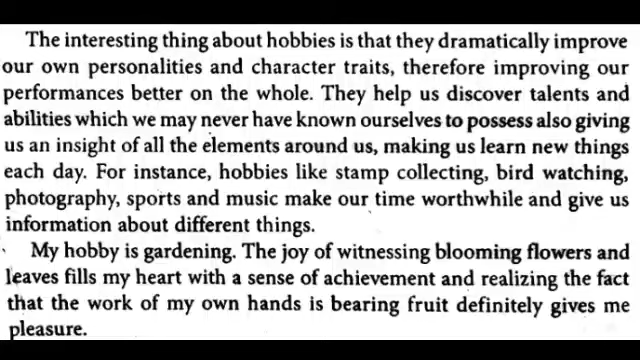 The interesting thing about hobbies is that they dramatically improve
our own personalities and character traits, therefore improving our
performances better on the whole. They help us discover talents and
abilities which we may never have known ourselves to possess also giving
us an insight of all the elements around us, making us learn new things
each day. For instance, hobbies like stamp collecting, bird watching,
photography, sports and music make our time worthwhile and give us
information about different things.
My hobby is gardening. The joy of witnessing blooming flowers and
leaves fills my heart with a sense of achievement and realizing the fact
that the work of my own hands is bearing fruit definitely gives me
pleasure.